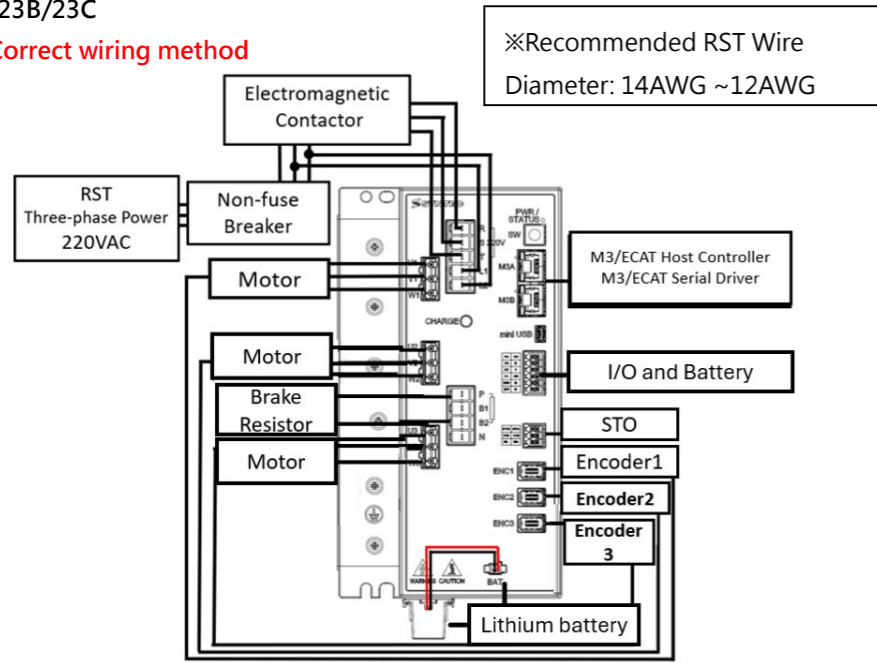 23B/23C
Correct wiring method
※Recommended RST Wire
Diameter: 14AWG ~12AWG
Electromagnetic
Contactor
RST
Three-phase Power
220VAC
Non-fuse
Breaker
PWR/
STATUS
SW
R
S 220V
T
L1
M3/ECAT Host Controller
M3/ECAT Serial Driver
M3A
M3B
Motor
V1
W1
CHARGE
mini USB
Motor
U2
W2
I/O and Battery
Brake
Resistor
P
B1
B2
N
STO
Motor
U3
ENC1
Encoder1
ENC2
Encoder2
ENC3
Encoder
3
WARNING
CAUTION
BAT
Lithium battery